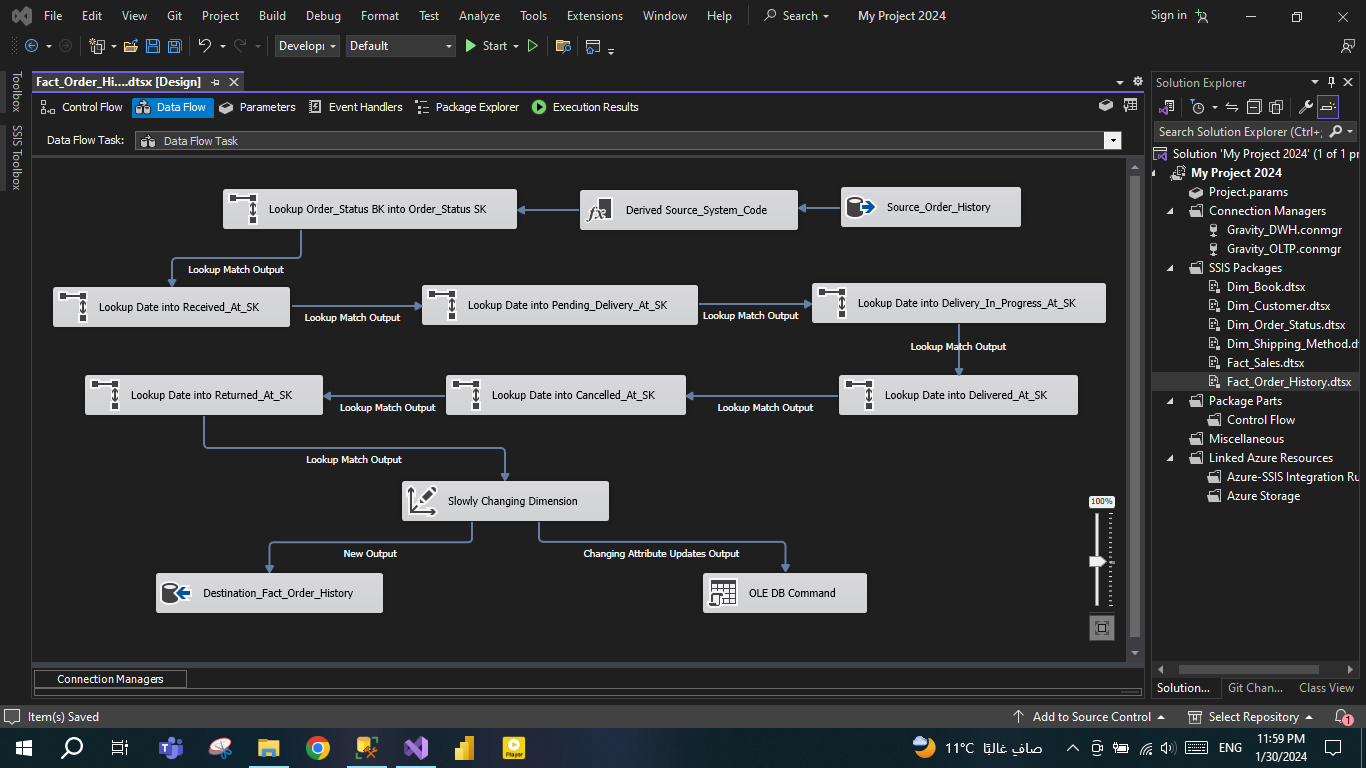 File Edit View Git Project Build Debug Format Test Analyze Tools Extensions Window Help Search My Project 2024 Sign in
Developı Default Start
Toolbox
SSIS Toolbox
Fact_Order_Hi....dtsx [Design]
Control Flow Data Flow Parameters Event Handlers Package Explorer Execution Results
Data Flow Task: Data Flow Task
Lookup Order_Status BK into Order_Status SK
Derived Source_System_Code
Source_Order_History
Lookup Match Output
Lookup Date into Received_At_SK
Lookup Match Output
Lookup Date into Pending_Delivery_At_SK
Lookup Match Output
Lookup Date into Delivery_In_Progress_At_SK
Lookup Match Output
Lookup Date into Returned_At_SK
Lookup Match Output
Lookup Date into Cancelled_At_SK
Lookup Match Output
Lookup Date into Delivered_At_SK
Lookup Match Output
Slowly Changing Dimension
New Output
Changing Attribute Updates Output
Destination_Fact_Order_History
OLE DB Command
100%
Connection Managers
Solution Explorer
Search Solution Explorer (Ctrl+;
Solution 'My Project 2024' (1 of 1 pr
My Project 2024
Project.params
Connection Managers
Gravity_DWH.conmgr
Gravity_OLTP.conmgr
SSIS Packages
Dim_Book.dtsx
Dim_Customer.dtsx
Dim_Order_Status.dtsx
Dim_Shipping_Method.dt
Fact_Sales.dtsx
Fact_Order_History.dtsx
Package Parts
Control Flow
Miscellaneous
Linked Azure Resources
Azure-SSIS Integration Ru
Azure Storage
Solution... Git Chan... Class View
Item(s) Saved Add to Source Control Select Repository 1
Player
11°C صافٍ غالبًا ENG 11:59 PM
1/30/2024